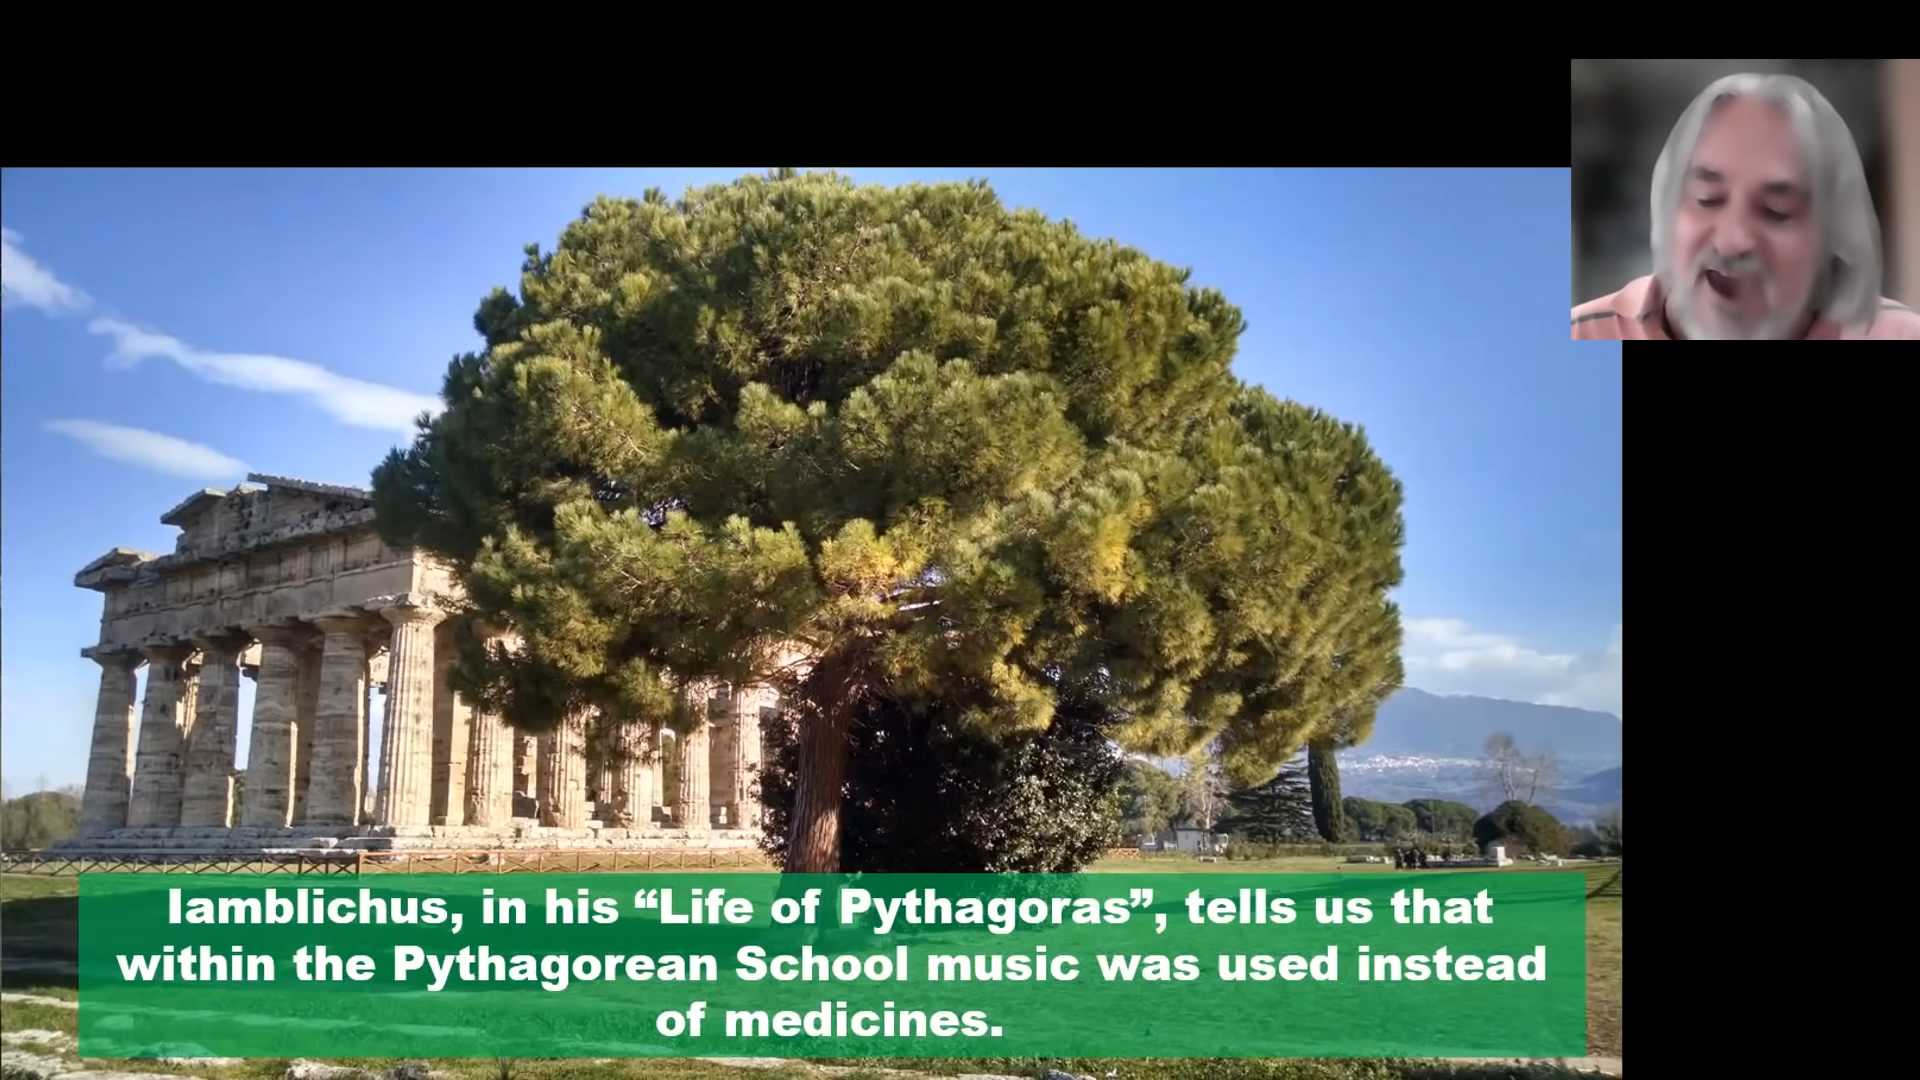 Iamblichus, in his “Life of Pythagoras”, tells us that
within the Pythagorean School music was used instead
of medicines.